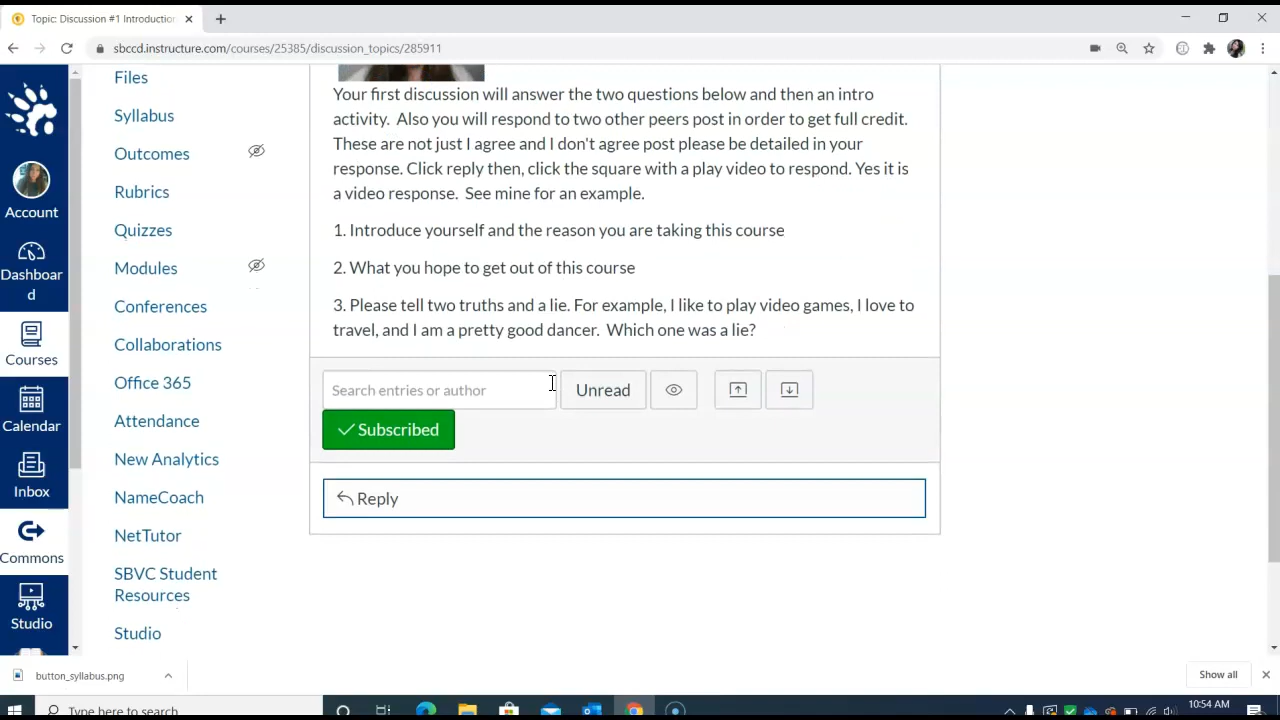 Topic: Discussion #1 Introduction
sbccd.instructure.com/courses/25385/discussion_topics/285911
Account
Dashboar
d
Courses
Calendar
Inbox
Commons
Studio
Files
Syllabus
Outcomes
Rubrics
Quizzes
Modules
Conferences
Collaborations
Office 365
Attendance
New Analytics
NameCoach
NetTutor
SBVC Student
Resources
Studio
Your first discussion will answer the two questions below and then an intro
activity.  Also you will respond to two other peers post in order to get full credit.
These are not just I agree and I don't agree post please be detailed in your
response. Click reply then, click the square with a play video to respond. Yes it is
a video response.  See mine for an example.
1. Introduce yourself and the reason you are taking this course
2. What you hope to get out of this course
3. Please tell two truths and a lie. For example, I like to play video games, I love to
travel, and I am a pretty good dancer.  Which one was a lie?
Search entries or author
Unread
Subscribed
Reply
button_syllabus.png
Show all
Type here to search
10:54 AM